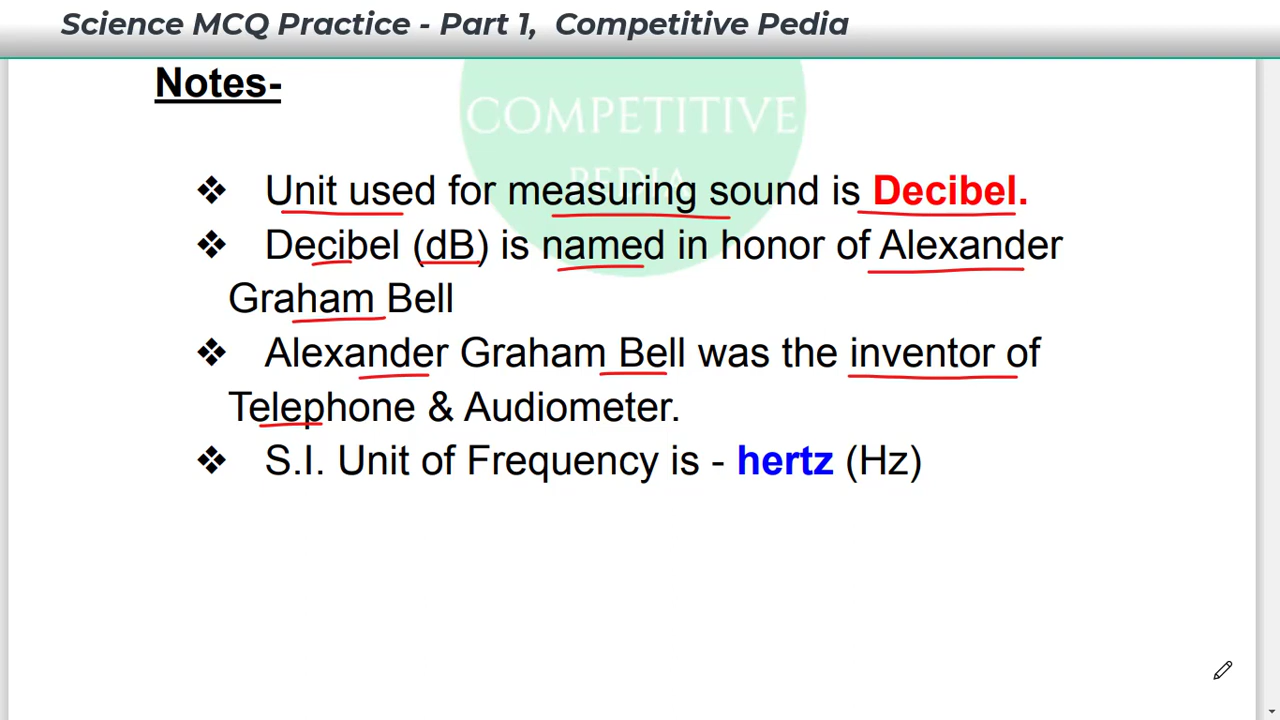 Science MCQ Practice - Part 1, Competitive Pedia
Notes-
COMPETITIVE
PEDIA
❖ Unit used for measuring sound is Decibel.
❖ Decibel (dB) is named in honor of Alexander
Graham Bell
❖ Alexander Graham Bell was the inventor of
Telephone & Audiometer.
❖ S.I. Unit of Frequency is - hertz (Hz)